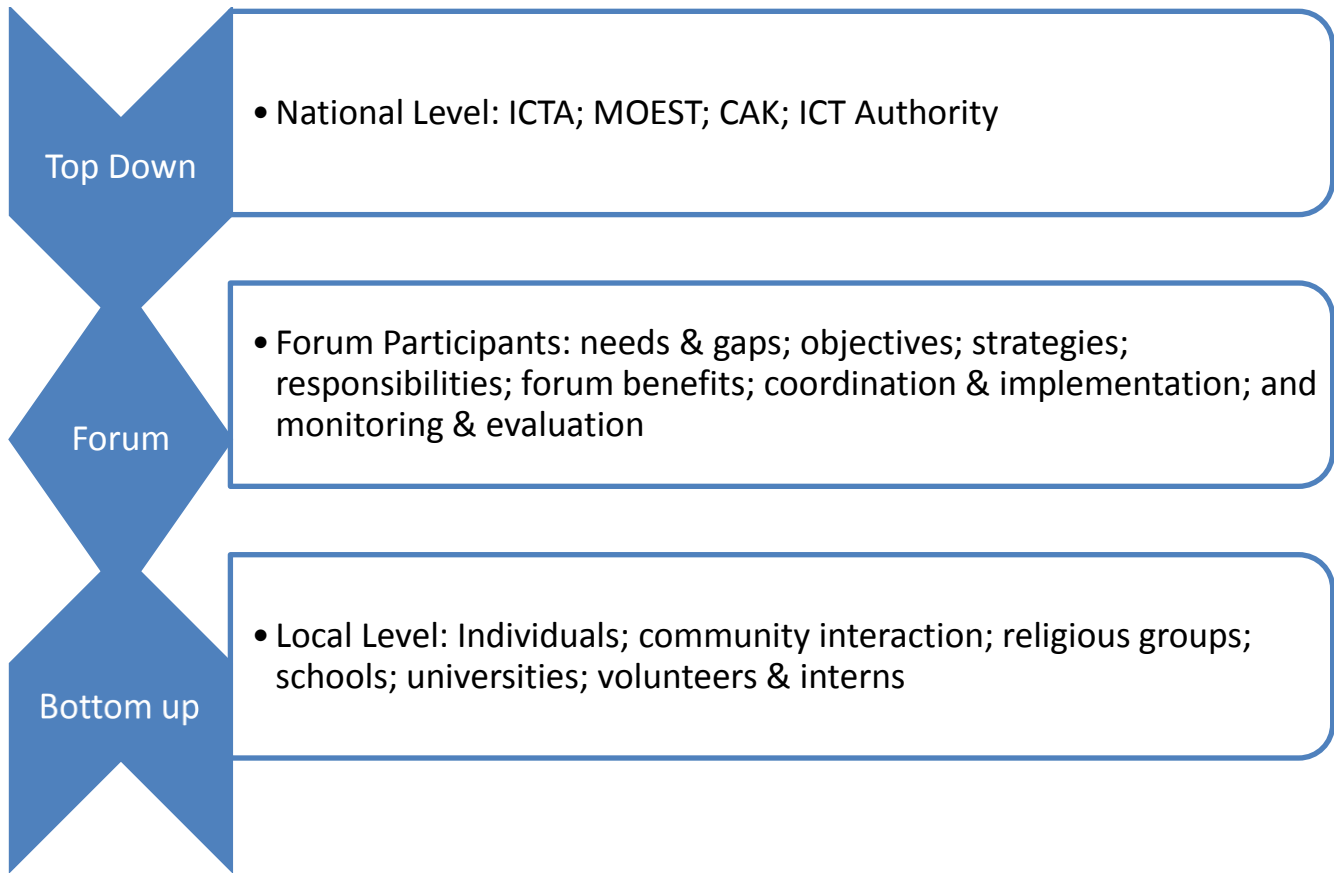 Top Down
• National Level: ICTA; MOEST; CAK; ICT Authority
Forum
• Forum Participants: needs & gaps; objectives; strategies;
responsibilities; forum benefits; coordination & implementation; and
monitoring & evaluation
Bottom up
• Local Level: Individuals; community interaction; religious groups;
schools; universities; volunteers & interns